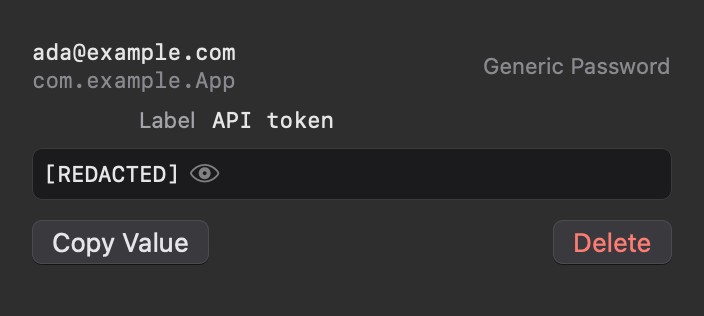 ada@example.com
com.example.App
Generic Password
Label API token
[REDACTED]
Copy Value
Delete